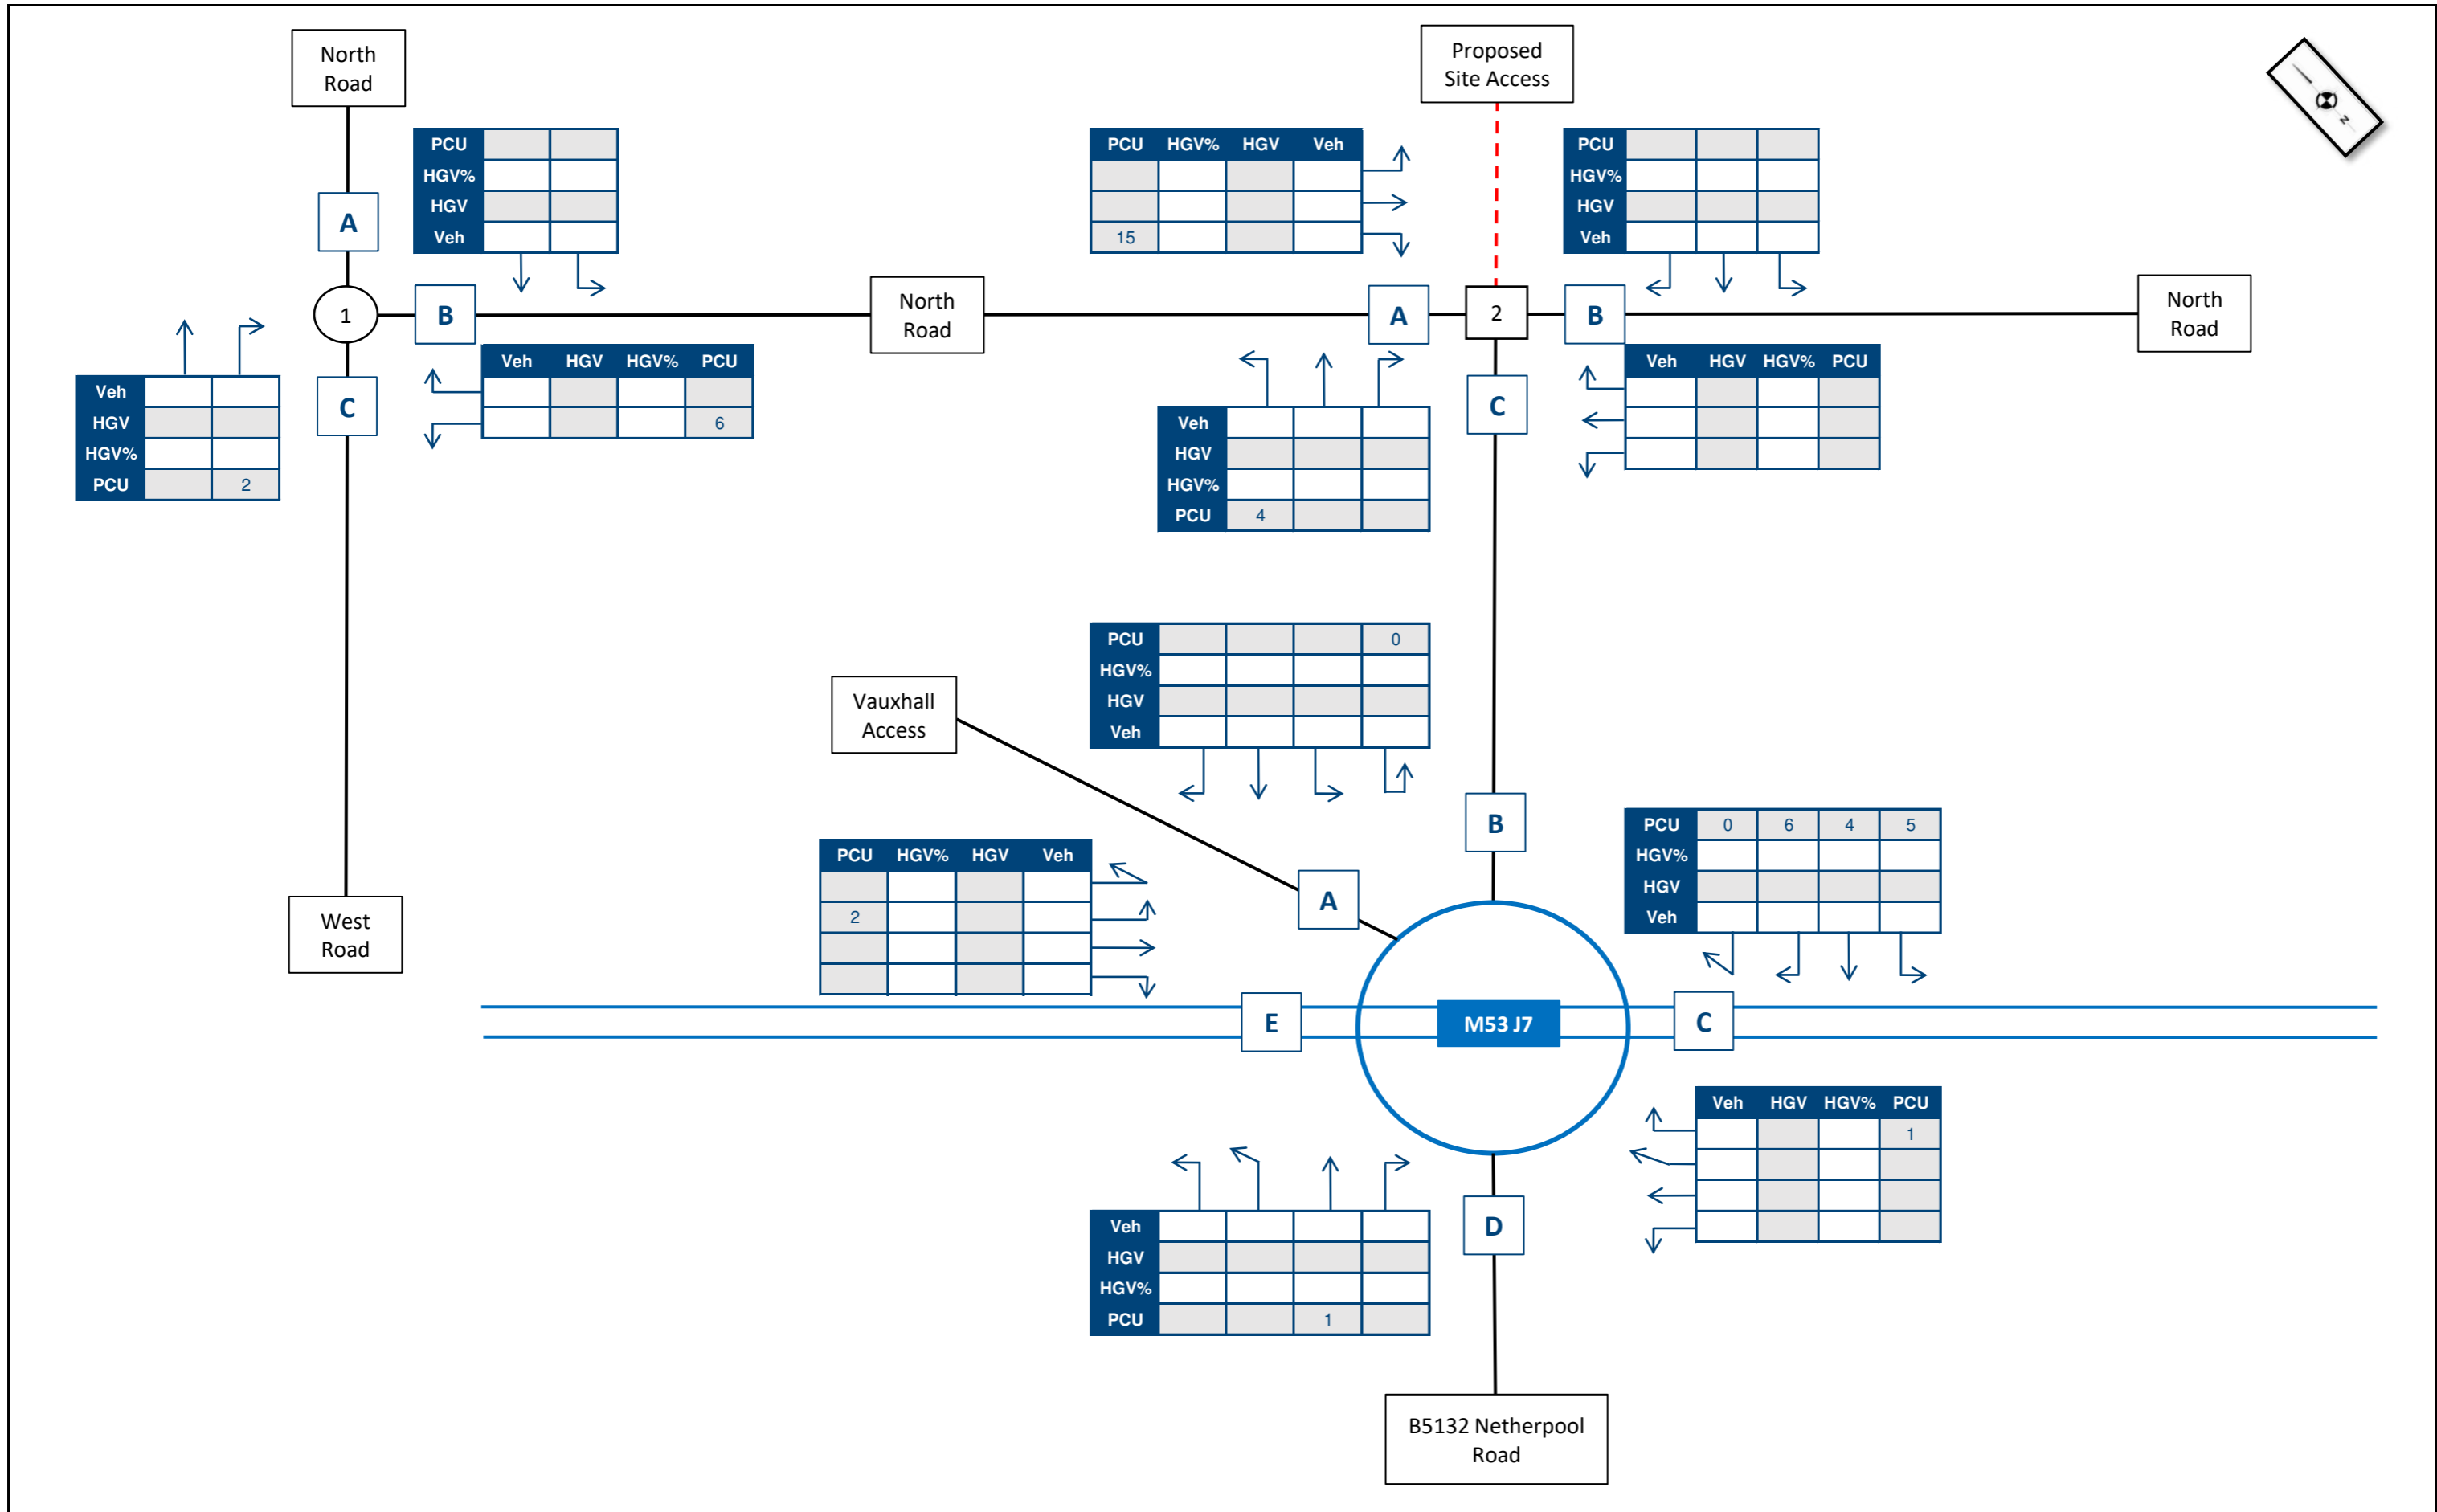 North
Road
Proposed
Site Access
N
PCU
HGV%
HGV
Veh
PCU HGV% HGV Veh
15
PCU
HGV%
HGV
Veh
A
1
B
North
Road
A
2
B
North
Road
Veh
HGV
HGV%
PCU 2
C
Veh HGV HGV% PCU
6
C
Veh HGV HGV% PCU
Veh
HGV
HGV%
PCU 4
PCU 0
HGV%
HGV
Veh
Vauxhall
Access
B
PCU 0 6 4 5
HGV%
HGV
Veh
PCU HGV% HGV Veh
2
A
West
Road
E
M53 J7
C
Veh HGV HGV% PCU
1
Veh
HGV
HGV%
PCU 1
D
B5132 Netherpool
Road